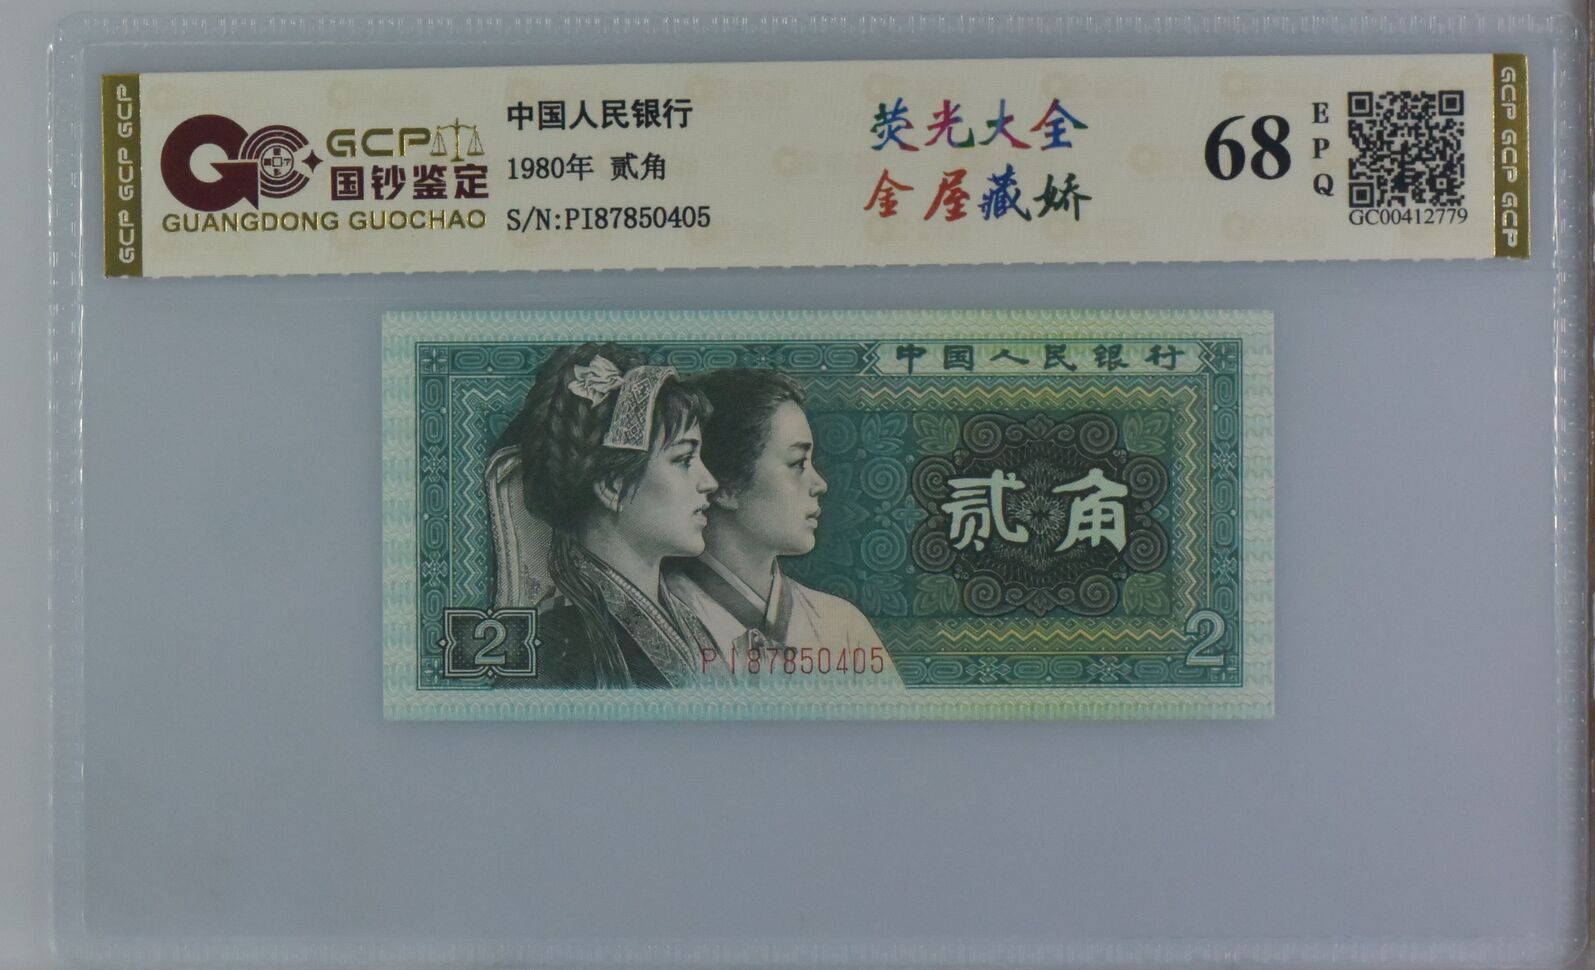 GCP GCP GCP
GCP
国钞鉴定
GUANGDONG GUOCHAO
中国人民银行
1980年 贰角
S/N:PI87850405
荧光大全
金屋藏娇
68
EPQ
GC00412779
GCP GCP GCP
中国人民银行
贰角
2
PI87850405
2